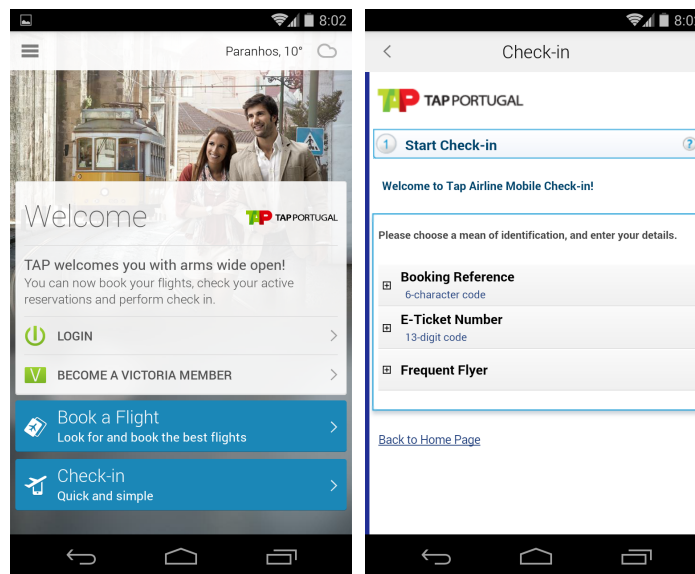 8:02
Paranhos, 10°
Welcome
TAP TAP PORTUGAL
TAP welcomes you with arms wide open!
You can now book your flights, check your active
reservations and perform check in.
LOGIN
V BECOME A VICTORIA MEMBER
Book a Flight
Look for and book the best flights
Check-in
Quick and simple
8:02
Check-in
TAP TAP PORTUGAL
1 Start Check-in ?
Welcome to Tap Airline Mobile Check-in!
Please choose a mean of identification, and enter your details.
Booking Reference
6-character code
E-Ticket Number
13-digit code
Frequent Flyer
Back to Home Page